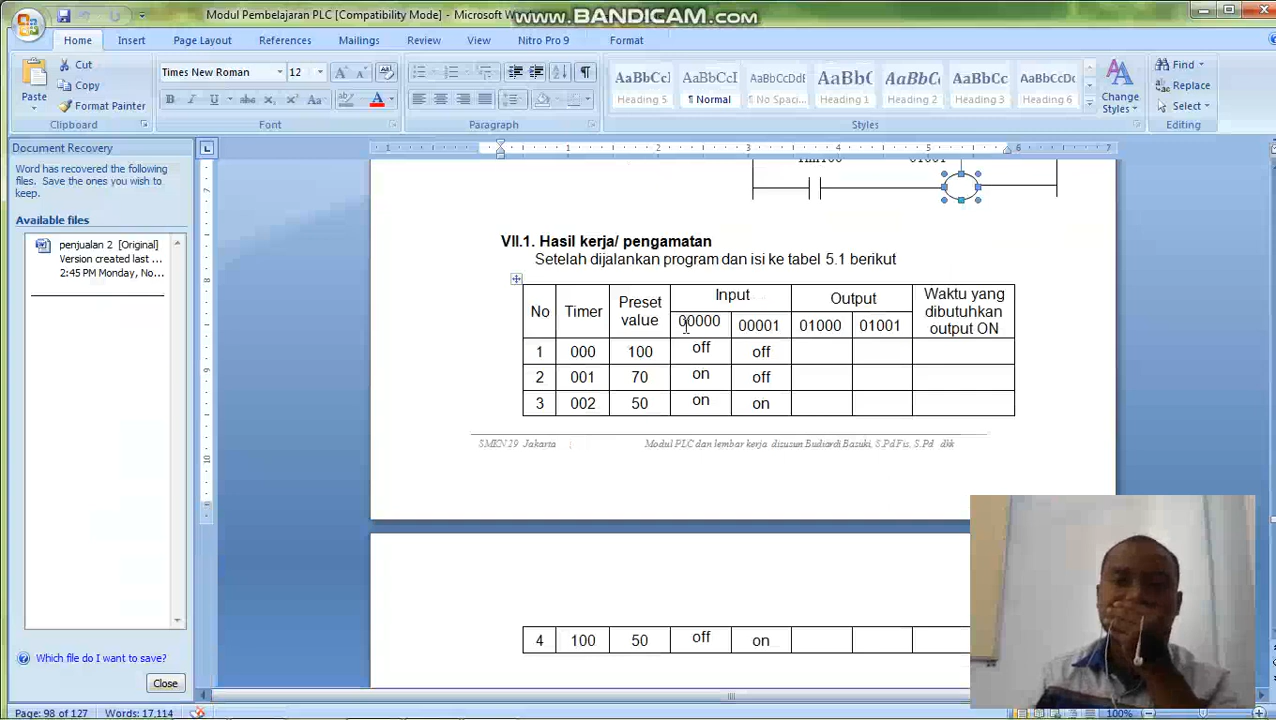 Modul Pembelajaran PLC [Compatibility Mode] - Microsoft W
www.BANDICAM.com
Home Insert Page Layout References Mailings Review View Nitro Pro 9 Format
Paste
Cut
Copy
Format Painter
Clipboard
Times New Roman 12
Font
Paragraph
AaBbCcI AaBbCcI AaBbCcDdE AaBbC AaBbCc AaBbCc AaBbCcDc
Heading 5 ¶ Normal ¶ No Spaci... Heading 1 Heading 2 Heading 3 Heading 6
Change
Styles
Styles
Find
Replace
Select
Editing
Document Recovery
Word has recovered the following
files. Save the ones you wish to
keep.
Available files
penjualan 2 [Original]
Version created last ...
2:45 PM Monday, No...
Which file do I want to save?
Close
VII.1. Hasil kerja/ pengamatan
Setelah dijalankan program dan isi ke tabel 5.1 berikut
No Timer Preset value Input Output Waktu yang dibutuhkan output ON
00000 00001 01000 01001
1 000 100 off off
2 001 70 on off
3 002 50 on on
SMEN 29 Jakarta Modul PLC dan lembar kerja disusun Budiardi Basuki, S.Pd Fis, S.Pd dkk
4 100 50 off on
Page: 98 of 127 Words: 17,114 100%